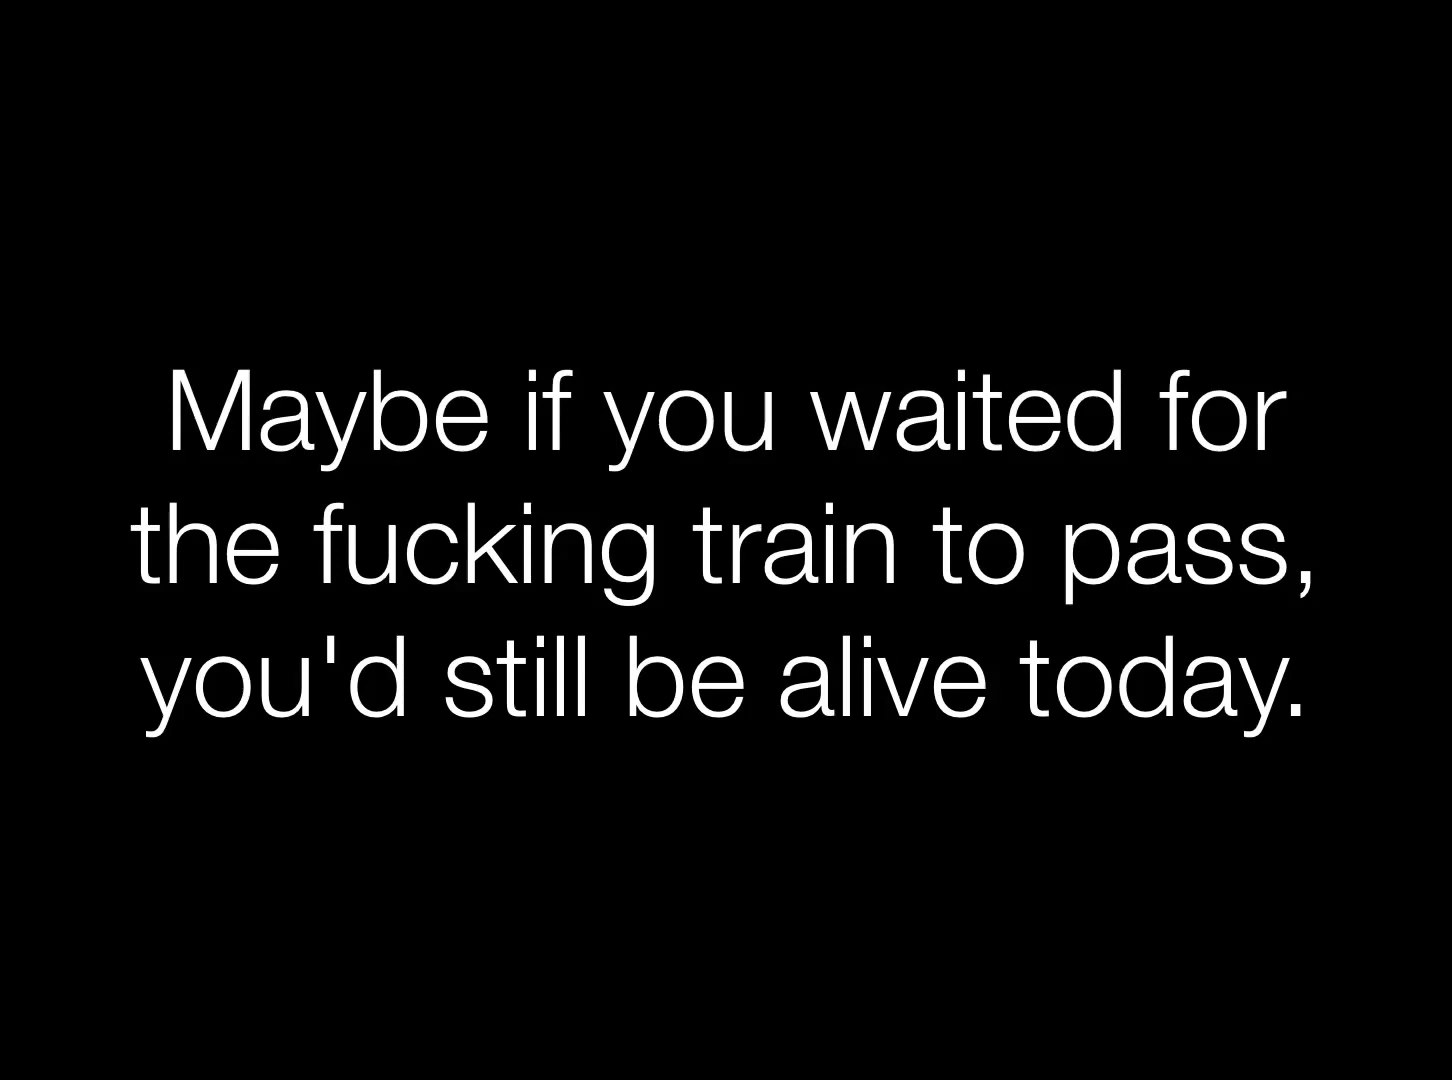 Maybe if you waited for
the fucking train to pass,
you'd still be alive today.